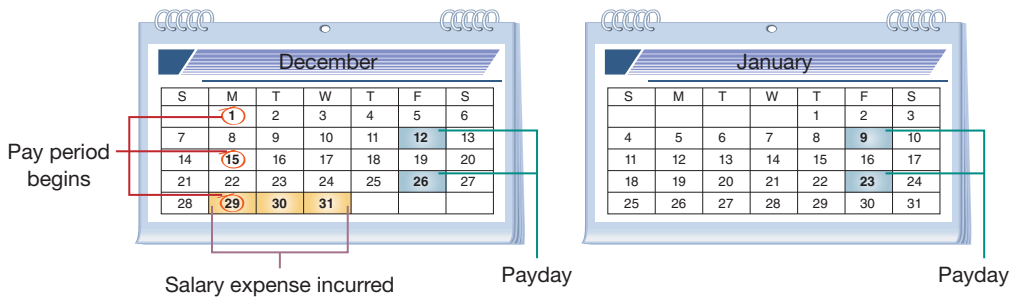 December
S M T W T F S
1 2 3 4 5 6
7 8 9 10 11 12 13
14 15 16 17 18 19 20
21 22 23 24 25 26 27
28 29 30 31
Pay period
begins
Salary expense incurred
Payday
January
S M T W T F S
1 2 3
4 5 6 7 8 9 10
11 12 13 14 15 16 17
18 19 20 21 22 23 24
25 26 27 28 29 30 31
Payday